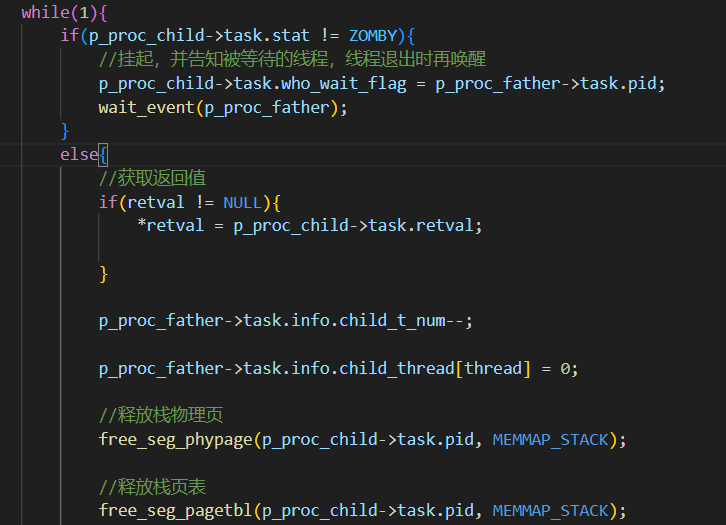 while(1){
if(p_proc_child->task.stat != ZOMBY){
//挂起，并告知被等待的线程，线程退出时再唤醒
p_proc_child->task.who_wait_flag = p_proc_father->task.pid;
wait_event(p_proc_father);
}
else{
//获取返回值
if(retval != NULL){
*retval = p_proc_child->task.retval;
}
p_proc_father->task.info.child_t_num--;
p_proc_father->task.info.child_thread[thread] = 0;
//释放栈物理页
free_seg_phypage(p_proc_child->task.pid, MEMMAP_STACK);
//释放栈页表
free_seg_pagetbl(p_proc_child->task.pid, MEMMAP_STACK);